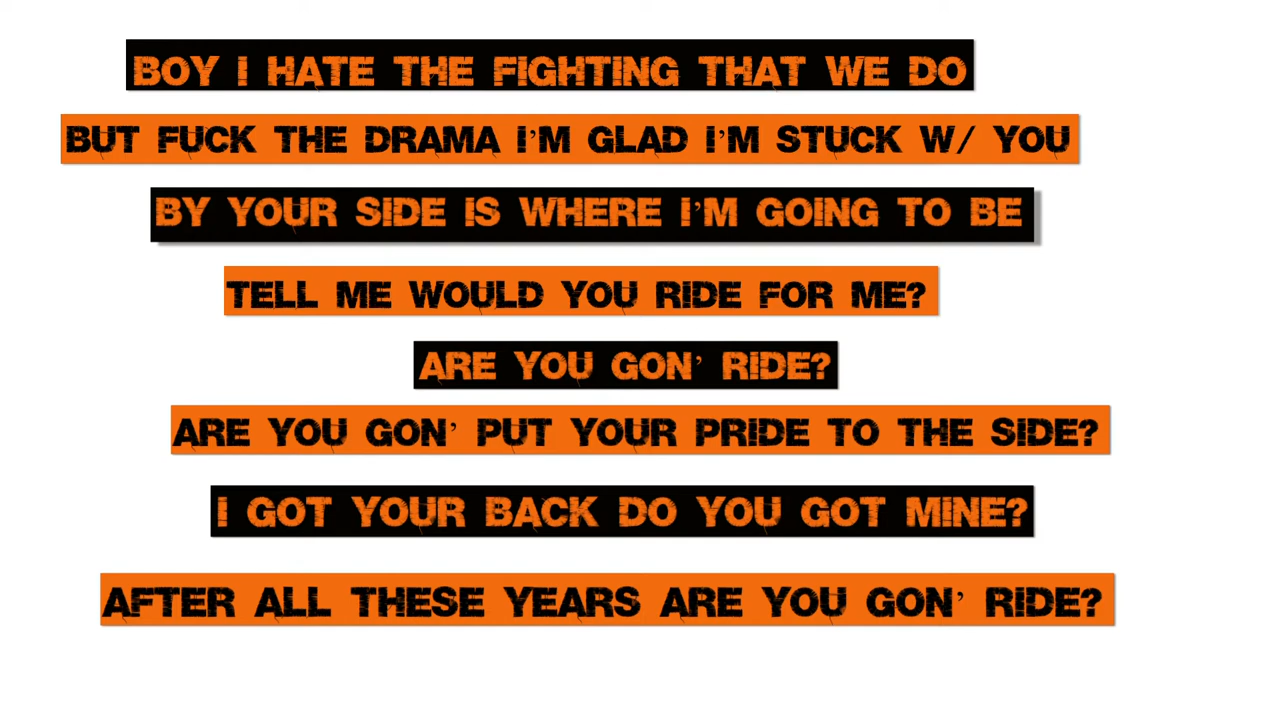 BOY I HATE THE FIGHTING THAT WE DO
BUT FUCK THE DRAMA I'M GLAD I'M STUCK W/ YOU
BY YOUR SIDE IS WHERE I'M GOING TO BE
TELL ME WOULD YOU RIDE FOR ME?
ARE YOU GON' RIDE?
ARE YOU GON' PUT YOUR PRIDE TO THE SIDE?
I GOT YOUR BACK DO YOU GOT MINE?
AFTER ALL THESE YEARS ARE YOU GON' RIDE?